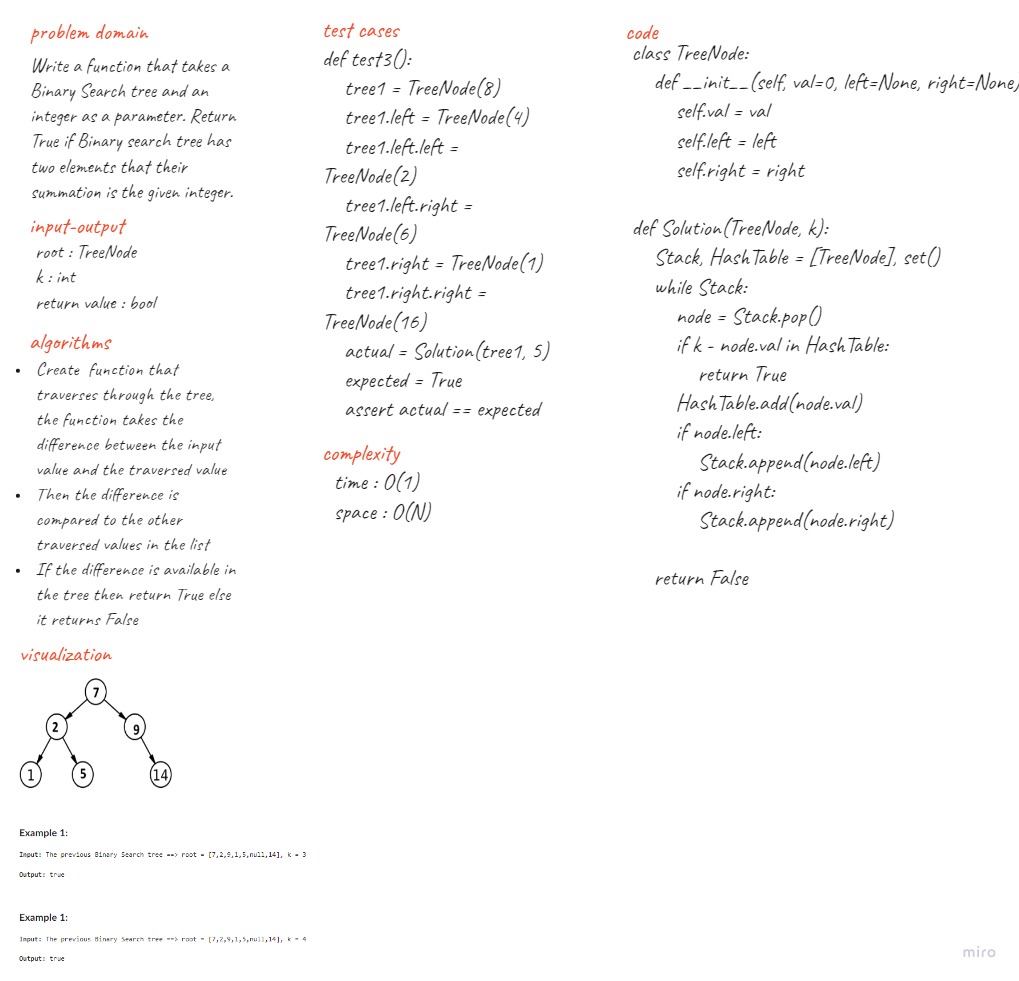 problem domain
Write a function that takes a
Binary Search tree and an
integer as a parameter. Return
True if Binary search tree has
two elements that their
summation is the given integer.
input-output
root : TreeNode
k : int
return value : bool
algorithms
• Create function that
traverses through the tree,
the function takes the
difference between the input
value and the traversed value
• Then the difference is
compared to the other
traversed values in the list
• If the difference is available in
the tree then return True else
it returns False
visualization
7
2 9
1 5 14
Example 1:
Input: The previous Binary Search tree ==> root = [7,2,9,1,5,null,14], k = 3
Output: true
Example 1:
Input: The previous Binary Search tree ==> root = [7,2,9,1,5,null,14], k = 4
Output: true
test cases
def test3():
tree1 = TreeNode(8)
tree1.left = TreeNode(4)
tree1.left.left =
TreeNode(2)
tree1.left.right =
TreeNode(6)
tree1.right = TreeNode(1)
tree1.right.right =
TreeNode(16)
actual = Solution(tree1, 5)
expected = True
assert actual == expected
complexity
time : O(1)
space : O(N)
code
class TreeNode:
def __init__(self, val=0, left=None, right=None)
self.val = val
self.left = left
self.right = right
def Solution(TreeNode, k):
Stack, HashTable = [TreeNode], set()
while Stack:
node = Stack.pop()
if k - node.val in HashTable:
return True
HashTable.add(node.val)
if node.left:
Stack.append(node.left)
if node.right:
Stack.append(node.right)
return False
miro